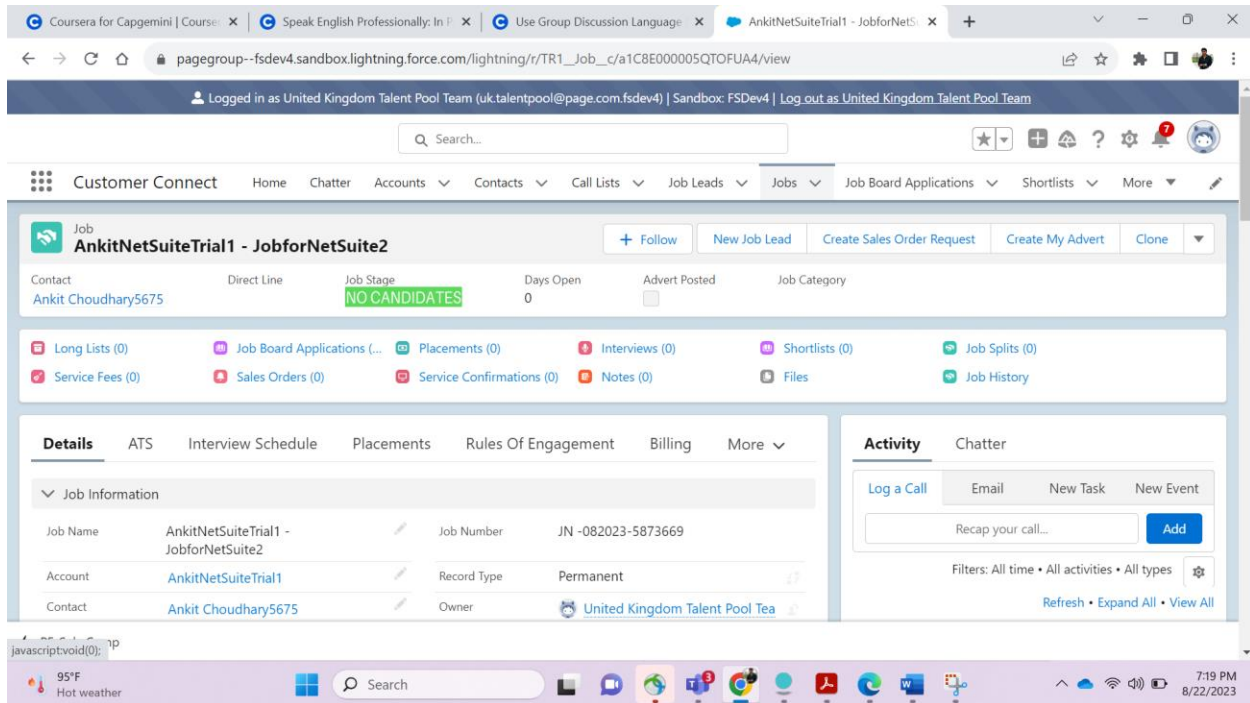 Coursera for Capgemini | Course
Speak English Professionally: In P
Use Group Discussion Language
AnkitNetSuiteTrial1 - JobforNetS
pagegroup--fsdev4.sandbox.lightning.force.com/lightning/r/TR1__Job__c/a1C8E000005QTOFUA4/view
Logged in as United Kingdom Talent Pool Team (uk.talentpool@page.com.fsdev4) | Sandbox: FSDev4 | Log out as United Kingdom Talent Pool Team
Search...
7
Customer Connect Home Chatter Accounts Contacts Call Lists Job Leads Jobs Job Board Applications Shortlists More
Job
AnkitNetSuiteTrial1 - JobforNetSuite2
+ Follow New Job Lead Create Sales Order Request Create My Advert Clone
Contact Direct Line Job Stage Days Open Advert Posted Job Category
Ankit Choudhary5675 NO CANDIDATES 0
Long Lists (0) Job Board Applications (... Placements (0) Interviews (0) Shortlists (0) Job Splits (0)
Service Fees (0) Sales Orders (0) Service Confirmations (0) Notes (0) Files Job History
Details ATS Interview Schedule Placements Rules Of Engagement Billing More
Activity Chatter
Job Information
Log a Call Email New Task New Event
Job Name AnkitNetSuiteTrial1 - Job Number JN -082023-5873669
JobforNetSuite2
Recap your call... Add
Account AnkitNetSuiteTrial1 Record Type Permanent
Filters: All time • All activities • All types
Contact Ankit Choudhary5675 Owner United Kingdom Talent Pool Tea
Refresh • Expand All • View All
javascript:void(0);
95°F
Hot weather
Search
3
7:19 PM
8/22/2023